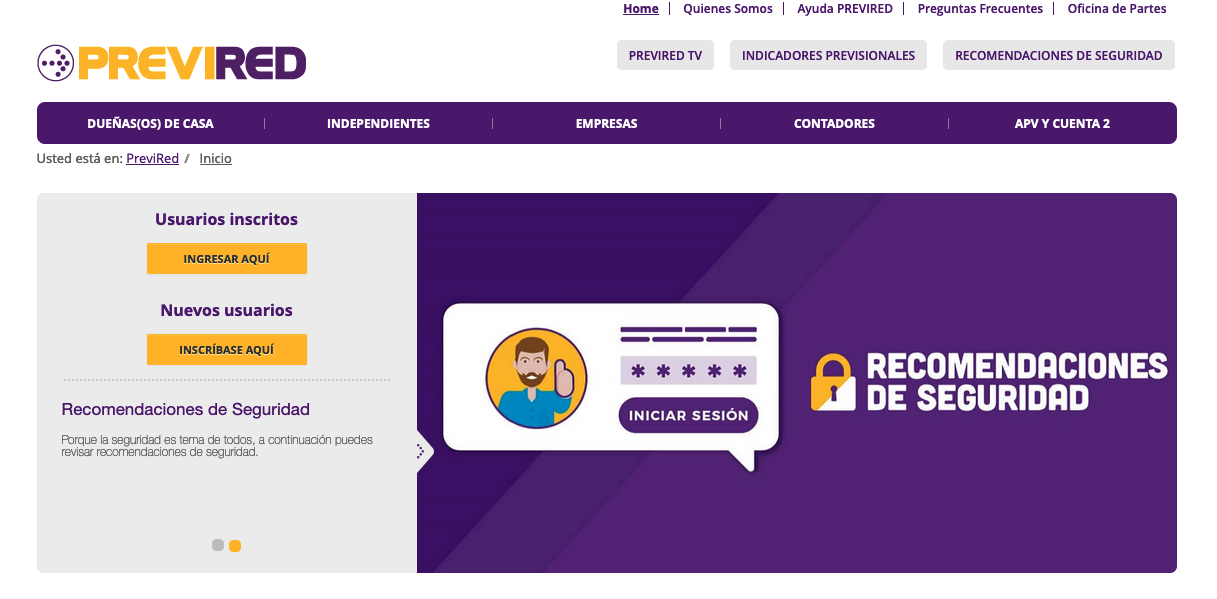 Home | Quienes Somos | Ayuda PREVIRED | Preguntas Frecuentes | Oficina de Partes
PREVIRED
PREVIRED TV INDICADORES PREVISIONALES RECOMENDACIONES DE SEGURIDAD
DUEÑAS(OS) DE CASA | INDEPENDIENTES | EMPRESAS | CONTADORES | APV Y CUENTA 2
Usted está en: PreviRed / Inicio
Usuarios inscritos
INGRESAR AQUÍ
Nuevos usuarios
INSCRÍBASE AQUÍ
Recomendaciones de Seguridad
Porque la seguridad es tema de todos, a continuación puedes
revisar recomendaciones de seguridad.
* * * * *
INICIAR SESIÓN
RECOMENDACIONES
DE SEGURIDAD